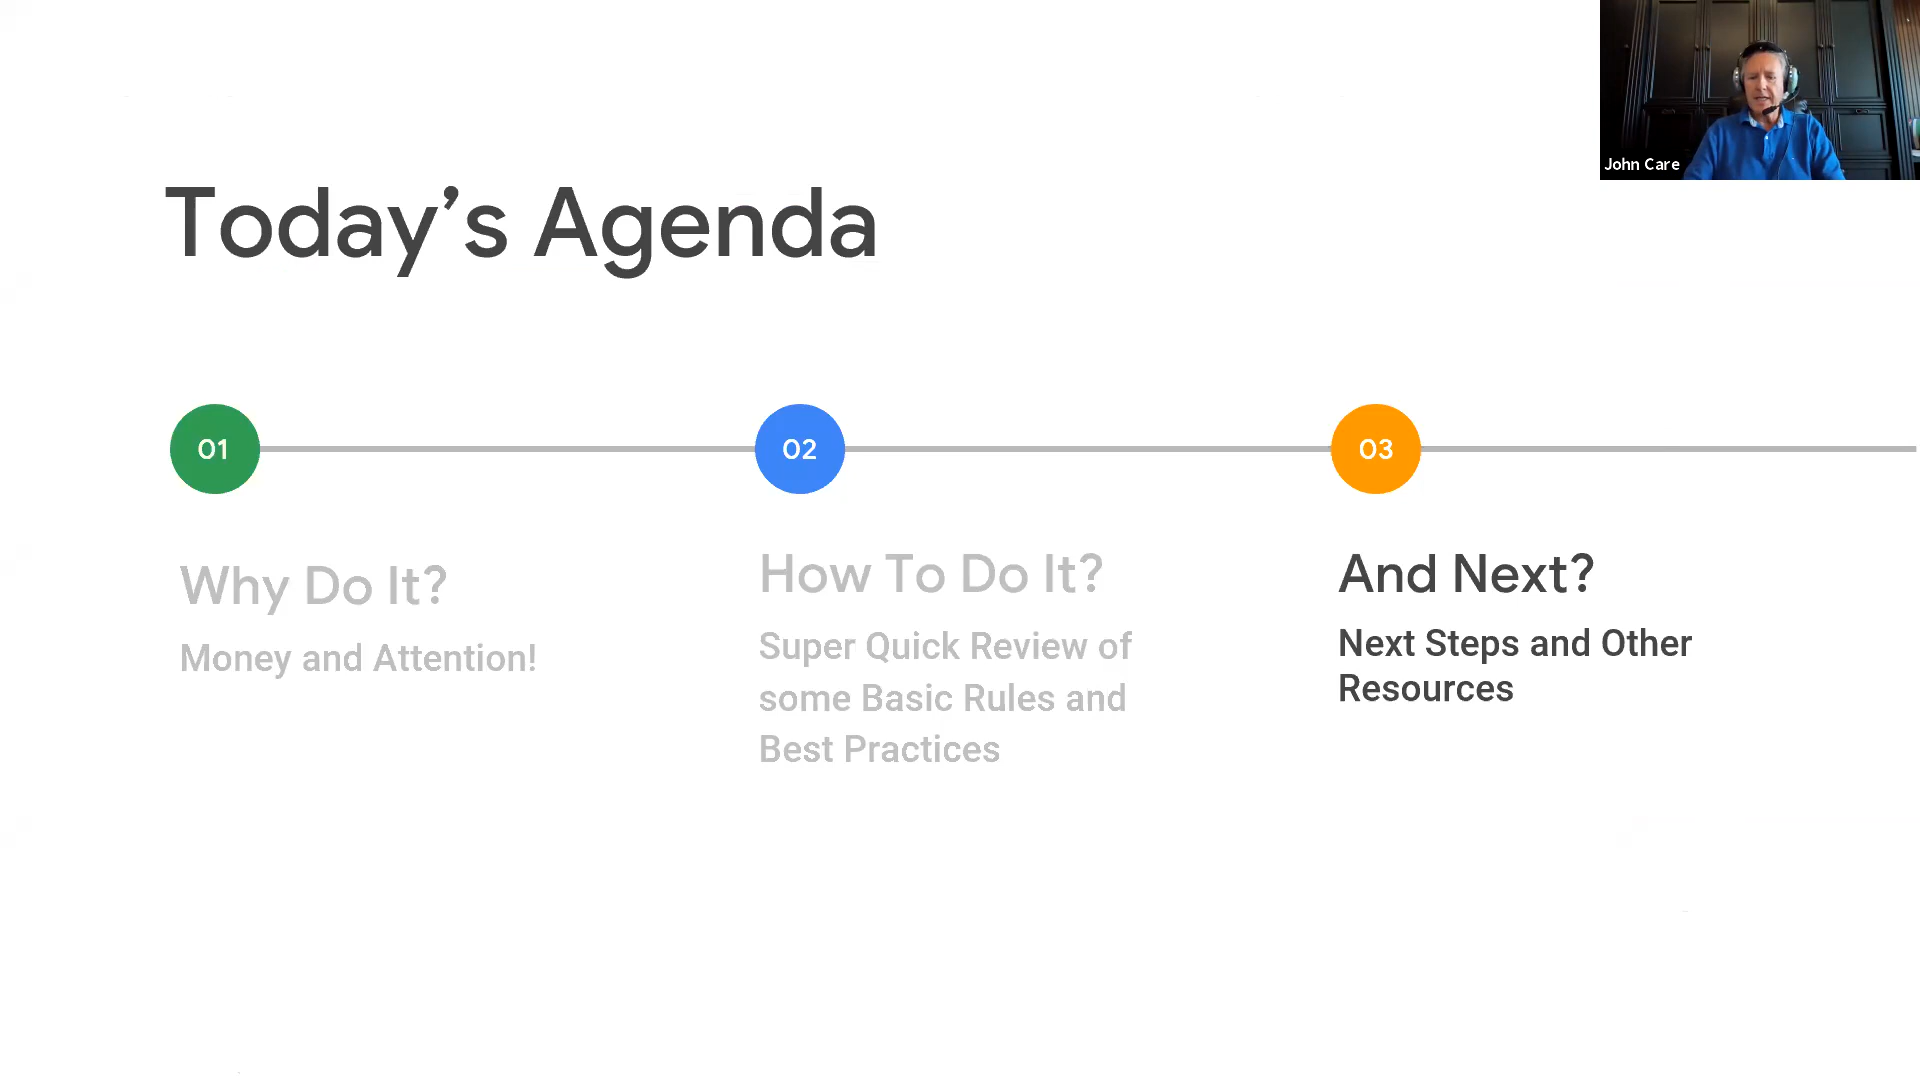 John Care
Today’s Agenda
01
02
03
Why Do It?
Money and Attention!
How To Do It?
Super Quick Review of
some Basic Rules and
Best Practices
And Next?
Next Steps and Other
Resources